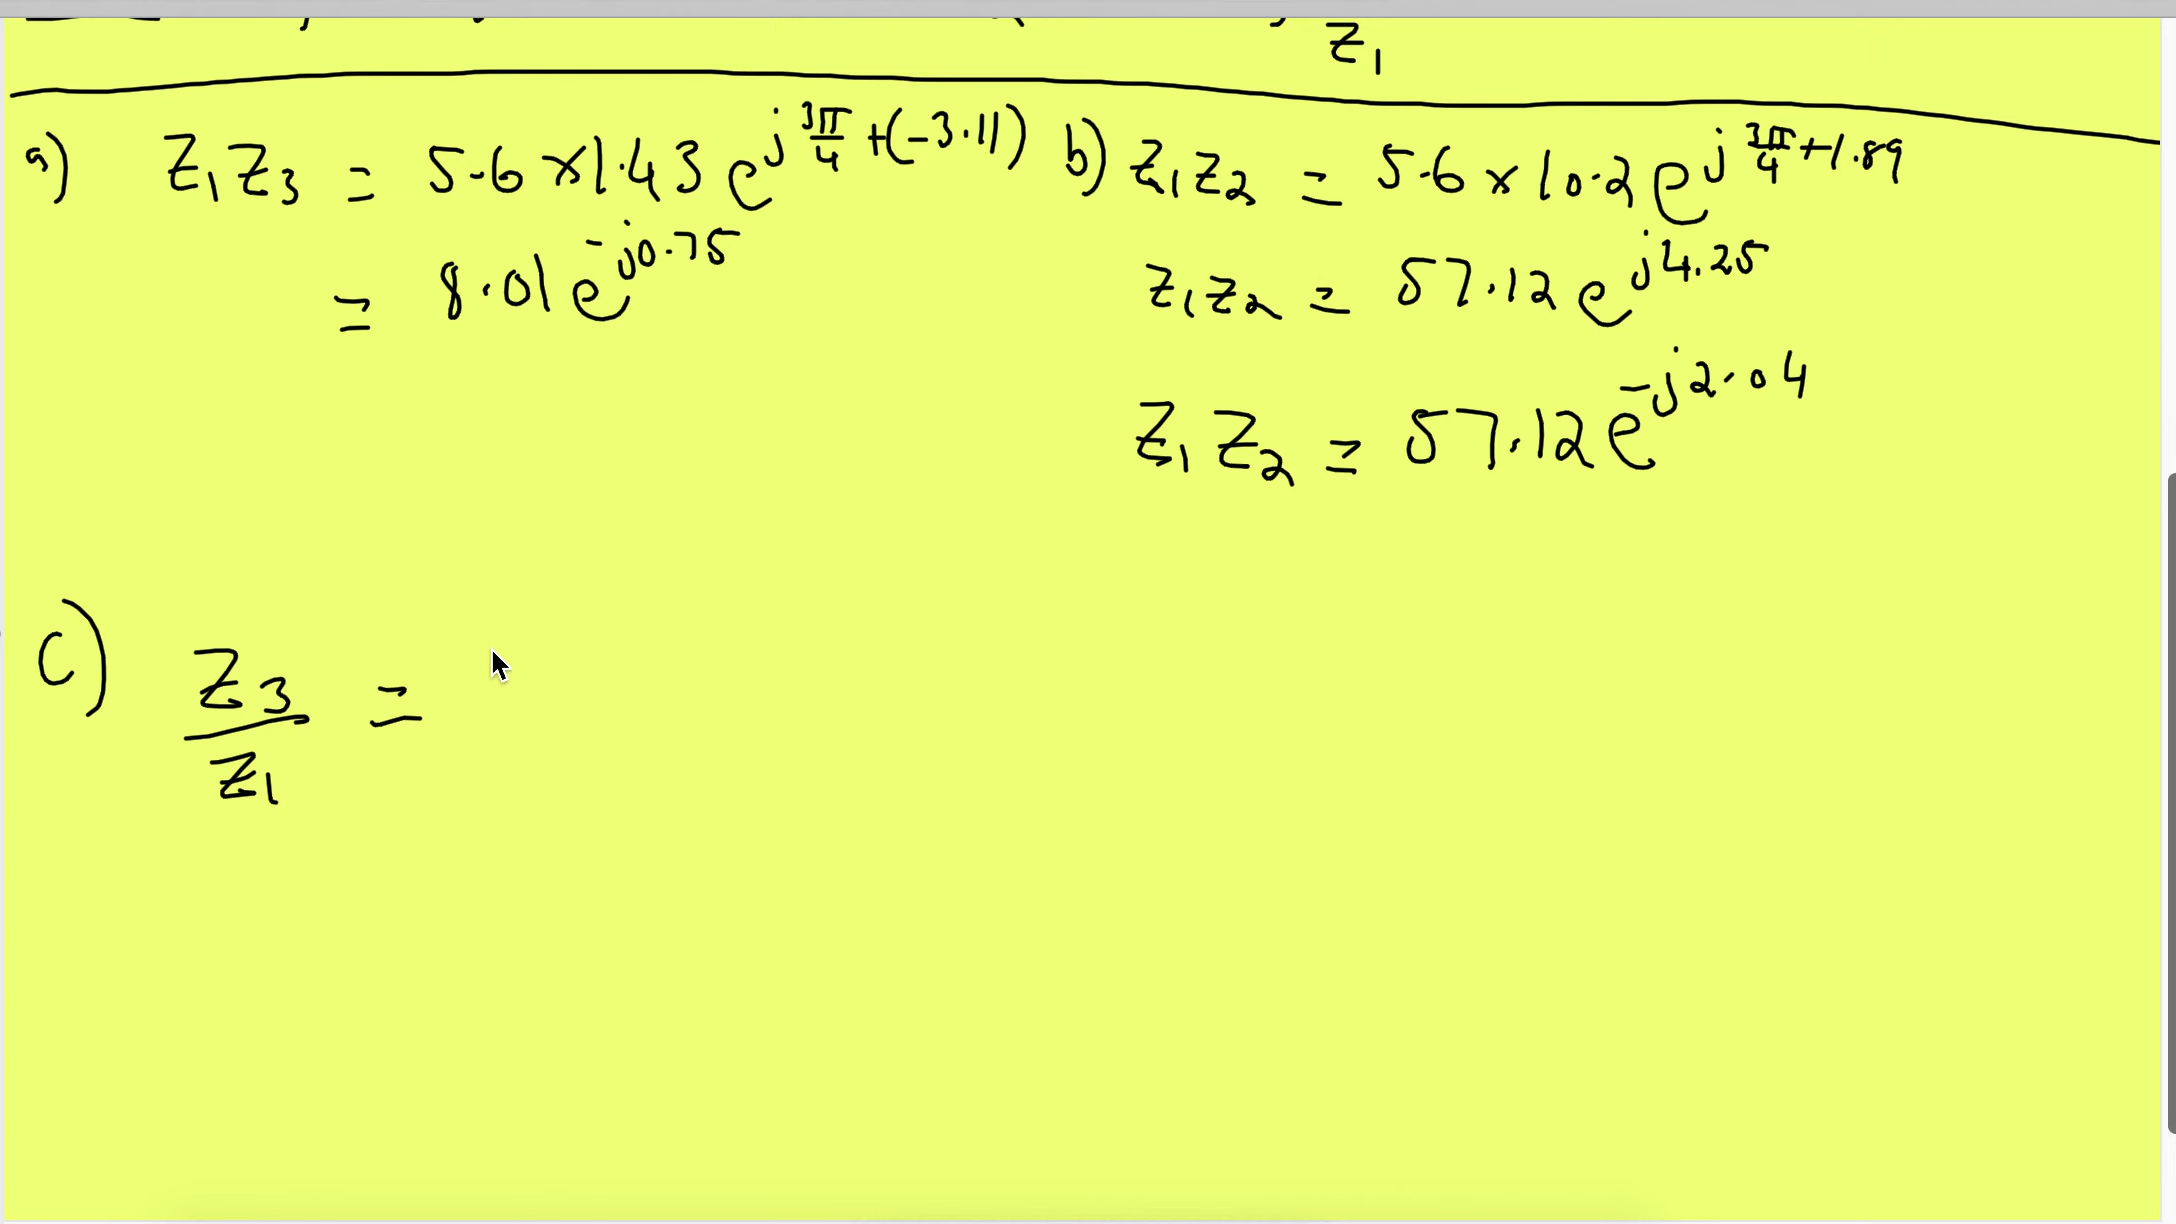 Z₁
a) Z₁Z₃ = 5.6 × 1.43 e^{j 3π/4 + (-3.11)}
= 8.01 e^{-j0.75}
b) Z₁Z₂ = 5.6 × 10.2 e^{j 3π/4 + 1.89}
Z₁Z₂ = 57.12 e^{j4.25}
Z₁Z₂ = 57.12 e^{-j2.04}
c) Z₃/Z₁ =